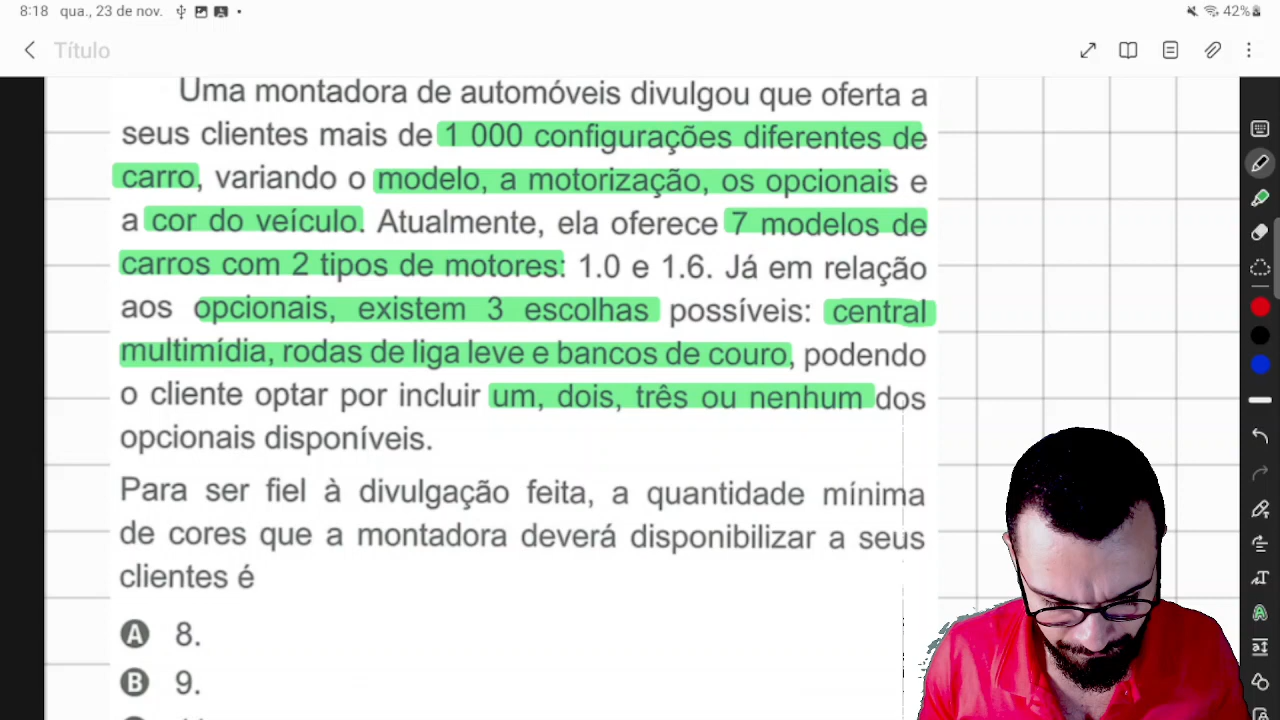 8:18 qua., 23 de nov.
42%
Título
Uma montadora de automóveis divulgou que oferta a
seus clientes mais de 1 000 configurações diferentes de
carro, variando o modelo, a motorização, os opcionais e
a cor do veículo. Atualmente, ela oferece 7 modelos de
carros com 2 tipos de motores: 1.0 e 1.6. Já em relação
aos opcionais, existem 3 escolhas possíveis: central
multimídia, rodas de liga leve e bancos de couro, podendo
o cliente optar por incluir um, dois, três ou nenhum dos
opcionais disponíveis.
Para ser fiel à divulgação feita, a quantidade mínima
de cores que a montadora deverá disponibilizar a seus
clientes é
A 8.
B 9.